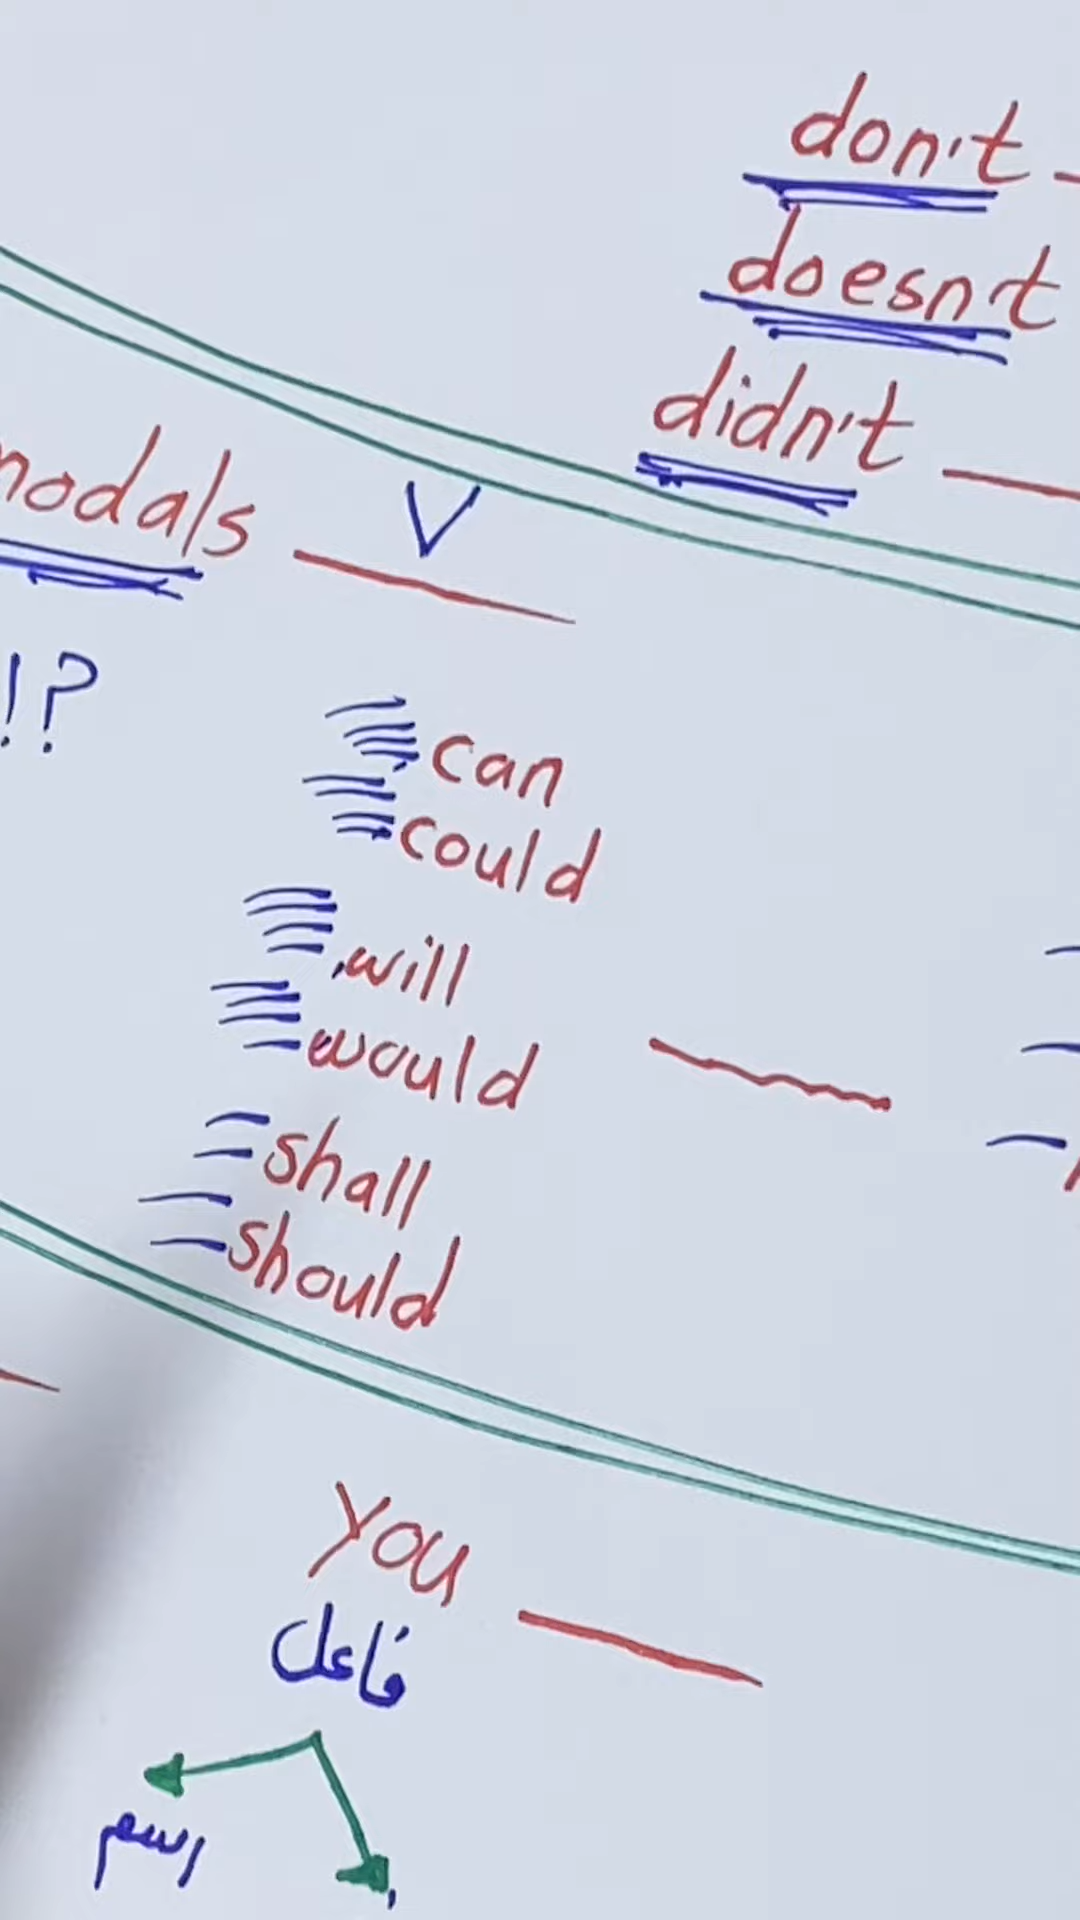 don't
doesn't
didn't
modals V
!?
can
could
will
would
shall
should
you
فاعل
اسم